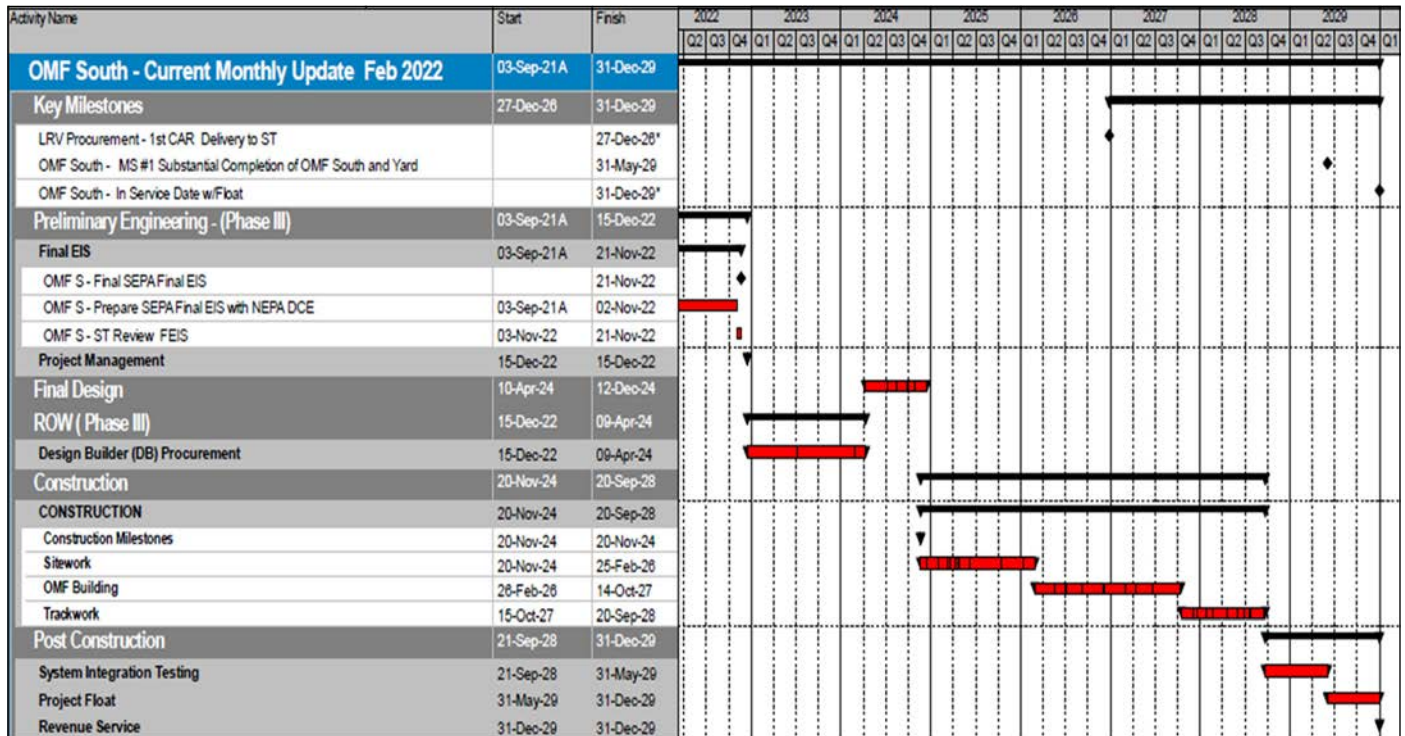 Activity Name Start Finish 2022 2023 2024 2025 2026 2027 2028 2029
Q2 Q3 Q4 Q1 Q2 Q3 Q4 Q1 Q2 Q3 Q4 Q1 Q2 Q3 Q4 Q1 Q2 Q3 Q4 Q1 Q2 Q3 Q4 Q1 Q2 Q3 Q4 Q1 Q2 Q3 Q4 Q1
OMF South - Current Monthly Update Feb 2022 03-Sep-21A 31-Dec-29
Key Milestones 27-Dec-26 31-Dec-29
LRV Procurement - 1st CAR Delivery to ST 27-Dec-26*
OMF South - MS #1 Substantial Completion of OMF South and Yard 31-May-29
OMF South - In Service Date w/Float 31-Dec-29*
Preliminary Engineering - (Phase III) 03-Sep-21A 15-Dec-22
Final EIS 03-Sep-21A 21-Nov-22
OMF S - Final SEPA Final EIS 21-Nov-22
OMF S - Prepare SEPA Final EIS with NEPA DCE 03-Sep-21A 02-Nov-22
OMF S - ST Review FEIS 03-Nov-22 21-Nov-22
Project Management 15-Dec-22 15-Dec-22
Final Design 10-Apr-24 12-Dec-24
ROW ( Phase III) 15-Dec-22 09-Apr-24
Design Builder (DB) Procurement 15-Dec-22 09-Apr-24
Construction 20-Nov-24 20-Sep-28
CONSTRUCTION 20-Nov-24 20-Sep-28
Construction Milestones 20-Nov-24 20-Nov-24
Sitework 20-Nov-24 25-Feb-26
OMF Building 26-Feb-26 14-Oct-27
Trackwork 15-Oct-27 20-Sep-28
Post Construction 21-Sep-28 31-Dec-29
System Integration Testing 21-Sep-28 31-May-29
Project Float 31-May-29 31-Dec-29
Revenue Service 31-Dec-29 31-Dec-29